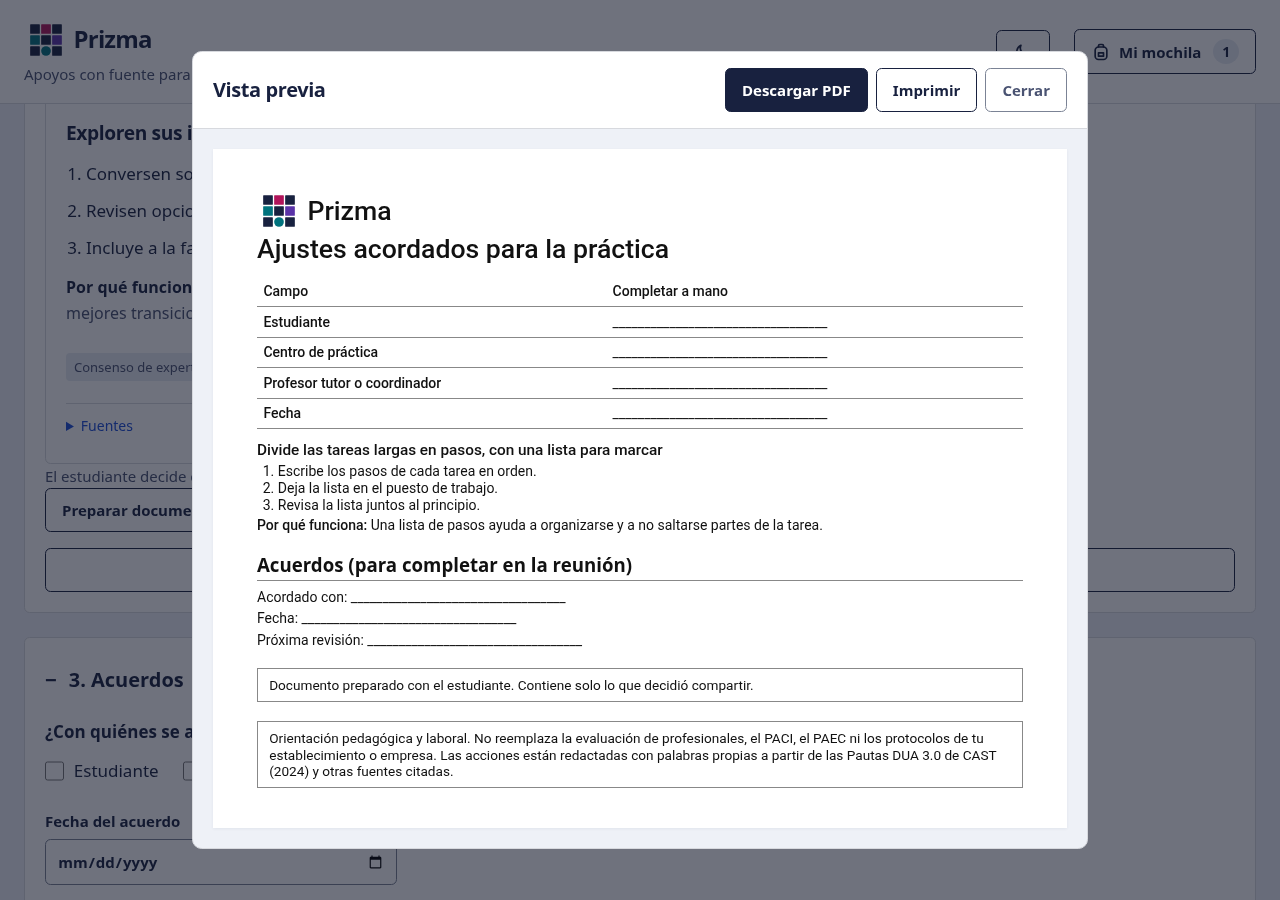 Prizma
Apoyos con fuente para
Mi mochila 1
Exploren sus
1. Conversen
2. Revisen
3. Incluye a la
Por qué
mejores
Consenso de
Fuentes
El estudiante decide
Preparar
− 3. Acuerdos
¿Con quiénes se
Estudiante
Fecha del acuerdo
mm/dd/yyyy
Vista previa
Descargar PDF
Imprimir
Cerrar
Prizma
Ajustes acordados para la práctica
Campo Completar a mano
Estudiante __________________________________
Centro de práctica __________________________________
Profesor tutor o coordinador __________________________________
Fecha __________________________________
Divide las tareas largas en pasos, con una lista para marcar
1. Escribe los pasos de cada tarea en orden.
2. Deja la lista en el puesto de trabajo.
3. Revisa la lista juntos al principio.
Por qué funciona: Una lista de pasos ayuda a organizarse y a no saltarse partes de la tarea.
Acuerdos (para completar en la reunión)
Acordado con: __________________________________
Fecha: __________________________________
Próxima revisión: __________________________________
Documento preparado con el estudiante. Contiene solo lo que decidió compartir.
Orientación pedagógica y laboral. No reemplaza la evaluación de profesionales, el PACI, el PAEC ni los protocolos de tu
establecimiento o empresa. Las acciones están redactadas con palabras propias a partir de las Pautas DUA 3.0 de CAST
(2024) y otras fuentes citadas.